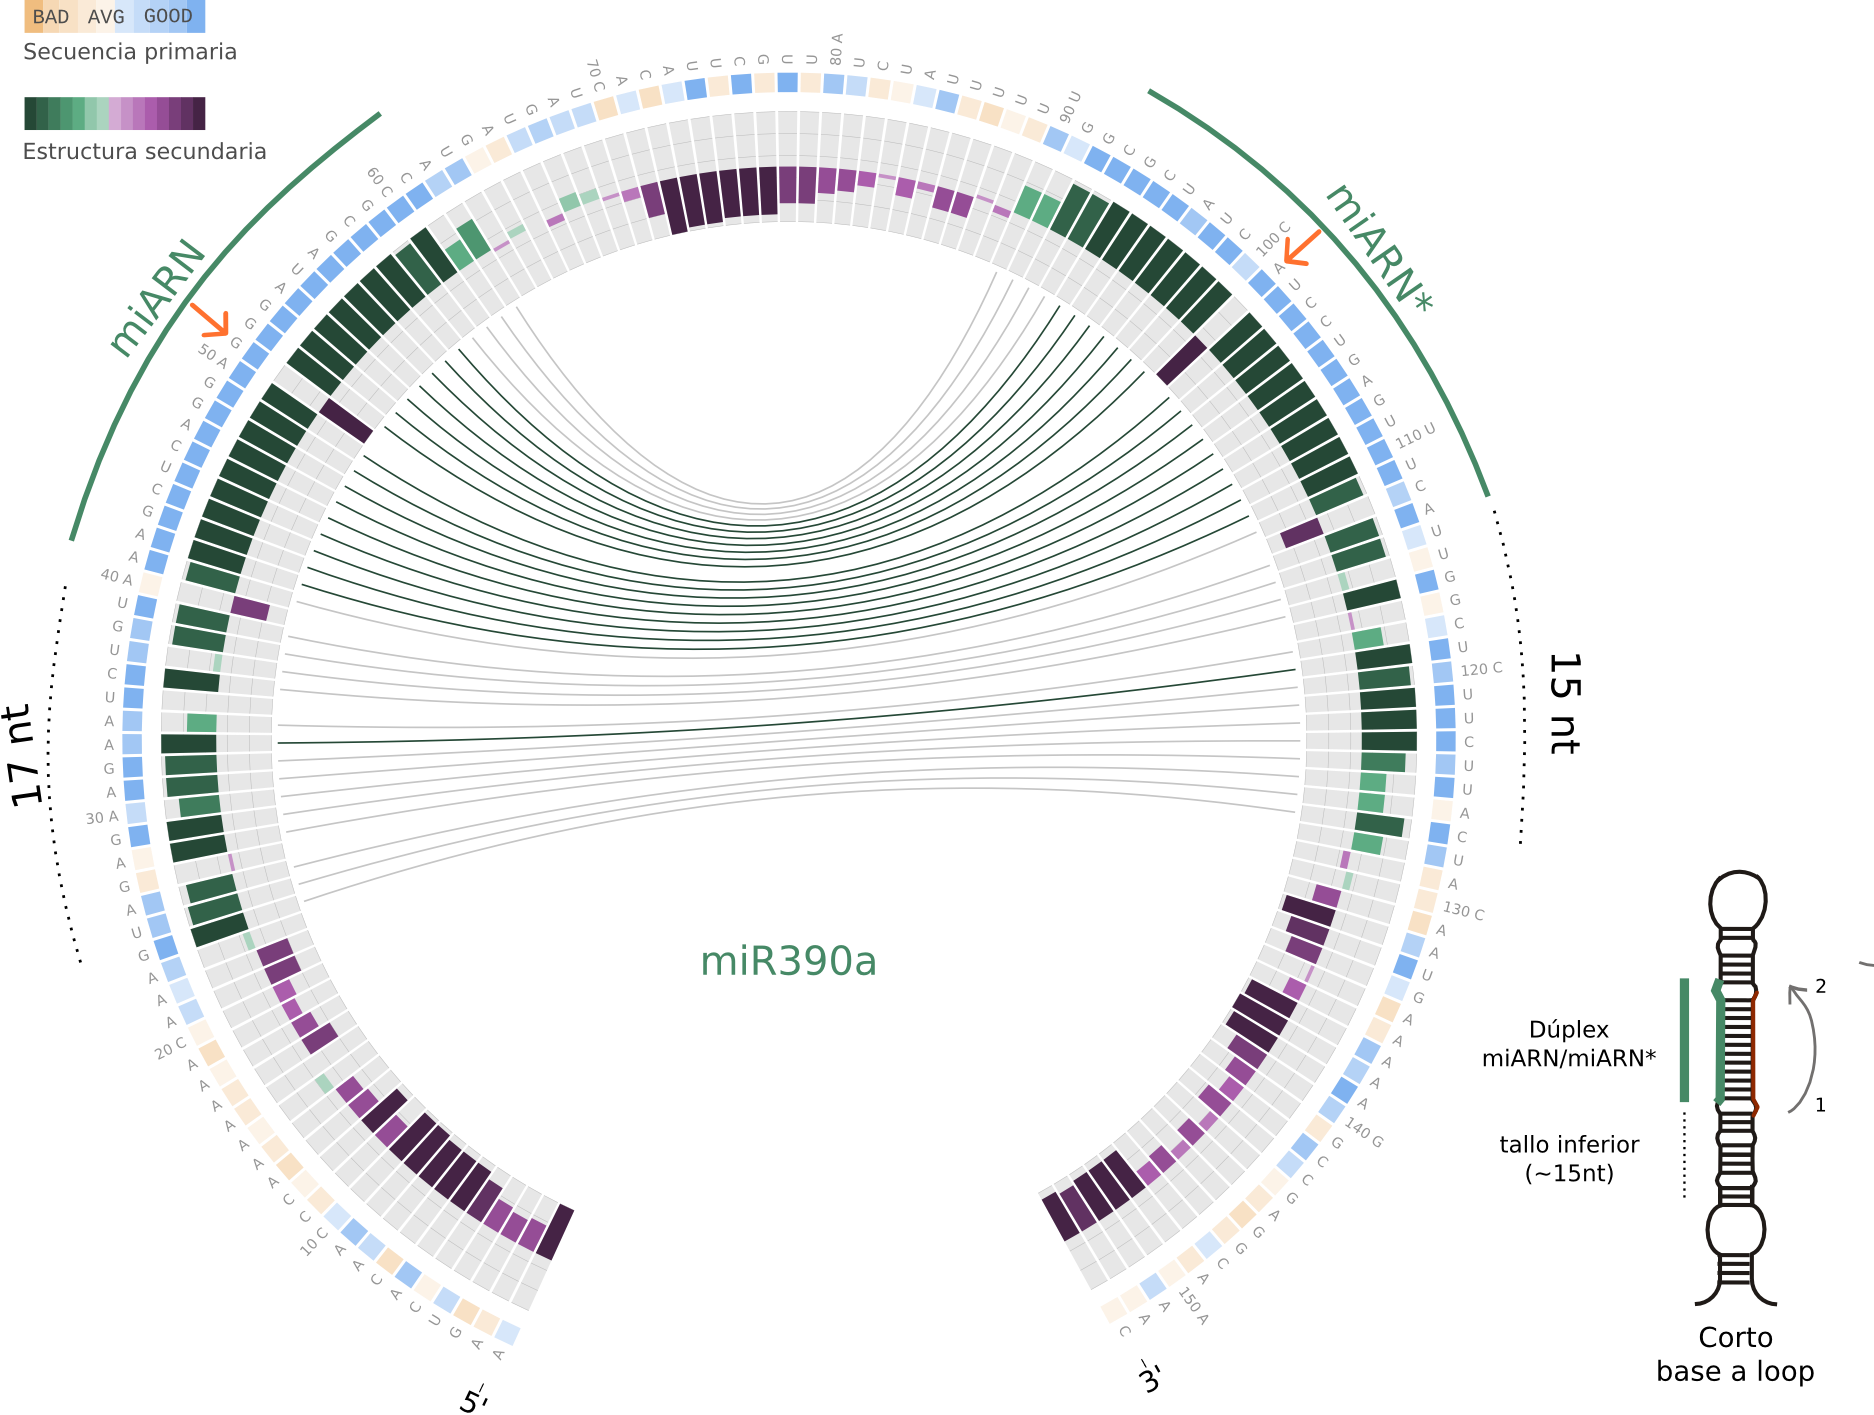 BAD AVG GOOD
Secuencia primaria
Estructura secundaria
miARN
miARN*
17 nt
15 nt
miR390a
5'
3'
A A G U C A C A A
10 C C C A A A A A A A
20 C A A A G U A G A G
30 A A G A A U C U G U
40 A A A G C U C A G G
50 A G G G A U A G C G
60 C C A U G A U G A U
70 C A C A U U C G U U
80 A U C U A U U U U U
90 U G G C G C U A U C
100 C A U C C U G A G U
110 U U C A U U G G C U
120 C U U C U U A C U A
130 C A A U G A A A A A
140 G G C C G A G G C A
150 A A A C
2
1
Dúplex
miARN/miARN*
tallo inferior
(~15nt)
Corto
base a loop